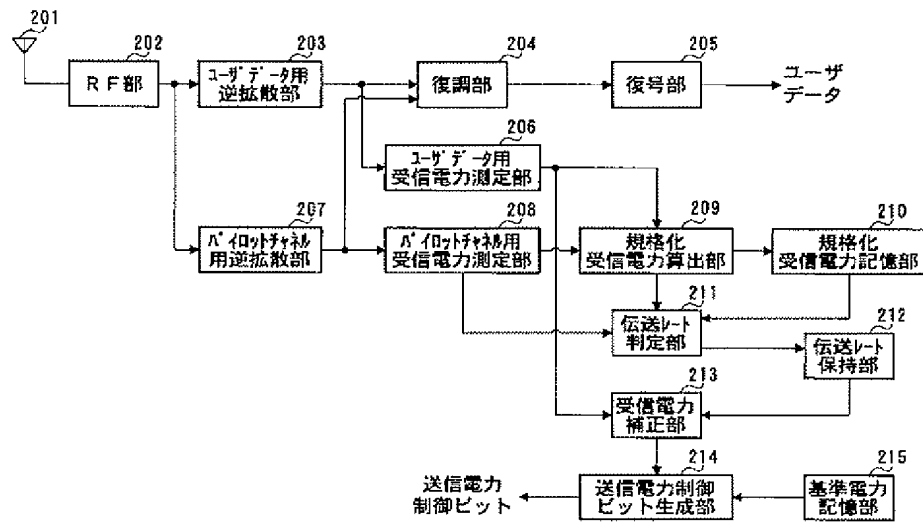 201
202
RF部
203
ユーザデータ用
逆拡散部
204
復調部
205
復号部
ユーザ
データ
206
ユーザデータ用
受信電力測定部
207
パイロットチャネル
用逆拡散部
208
パイロットチャネル用
受信電力測定部
209
規格化
受信電力算出部
210
規格化
受信電力記憶部
211
伝送レート
判定部
212
伝送レート
保持部
213
受信電力
補正部
214
送信電力制御
ビット生成部
215
基準電力
記憶部
送信電力
制御ビット